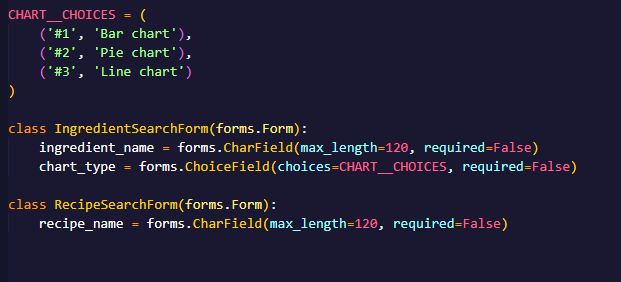 CHART__CHOICES = (
    ('#1', 'Bar chart'),
    ('#2', 'Pie chart'),
    ('#3', 'Line chart')
)
class IngredientSearchForm(forms.Form):
    ingredient_name = forms.CharField(max_length=120, required=False)
    chart_type = forms.ChoiceField(choices=CHART__CHOICES, required=False)
class RecipeSearchForm(forms.Form):
    recipe_name = forms.CharField(max_length=120, required=False)